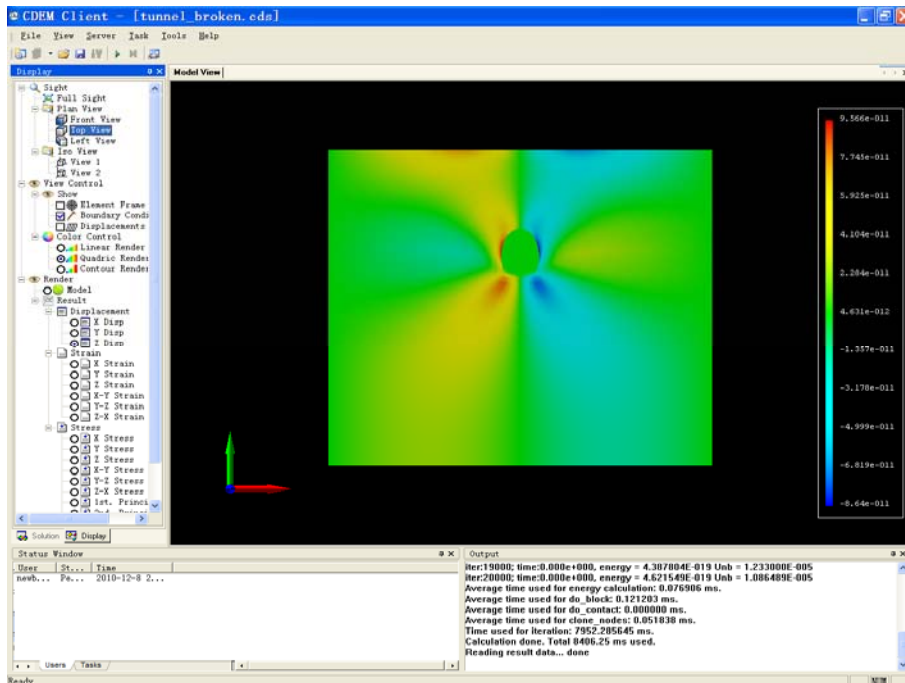 CDEM Client - [tunnel_broken.cds]
File View Server Task Tools Help
Display
Model View
Sight
Full Sight
Plan View
Front View
Top View
Left View
Iso View
View 1
View 2
View Control
Show
Element Frame
Boundary Condi
Displacements
Color Control
Linear Render
Quadric Render
Contour Render
Render
Model
Result
Displacement
X Disp
Y Disp
Z Disp
Strain
X Strain
Y Strain
Z Strain
X-Y Strain
Y-Z Strain
Z-X Strain
Stress
X Stress
Y Stress
Z Stress
X-Y Stress
Y-Z Stress
Z-X Stress
1st. Princi
Solution Display
9.566e-011
7.745e-011
5.925e-011
4.104e-011
2.284e-011
4.631e-012
-1.357e-011
-3.178e-011
-4.999e-011
-6.819e-011
-8.64e-011
Status Window
User St... Time
newb... Pe... 2010-12-8 2...
Users Tasks
Output
iter:19000; time:0.000e+000, energy = 4.387804E-019 Unb = 1.233000E-005
iter:20000; time:0.000e+000, energy = 4.621549E-019 Unb = 1.086489E-005
Average time used for energy calculation: 0.076906 ms.
Average time used for do_block: 0.121203 ms.
Average time used for do_contact: 0.000000 ms.
Average time used for clone_nodes: 0.051838 ms.
Time used for iteration: 7952.285645 ms.
Calculation done. Total 8406.25 ms used.
Reading result data... done
Ready